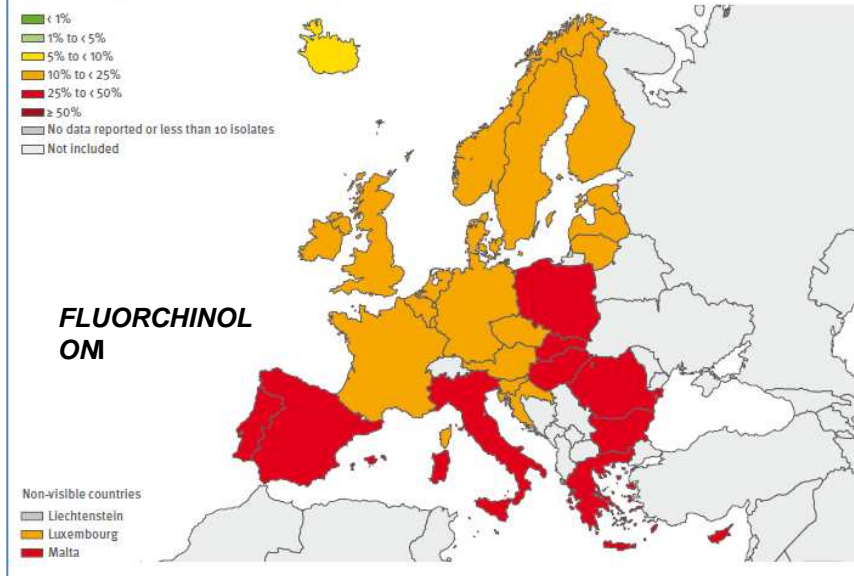 < 1%
1% to < 5%
5% to < 10%
10% to < 25%
25% to < 50%
≥ 50%
No data reported or less than 10 isolates
Not included
FLUORCHINOL
ONI
Non-visible countries
Liechtenstein
Luxembourg
Malta